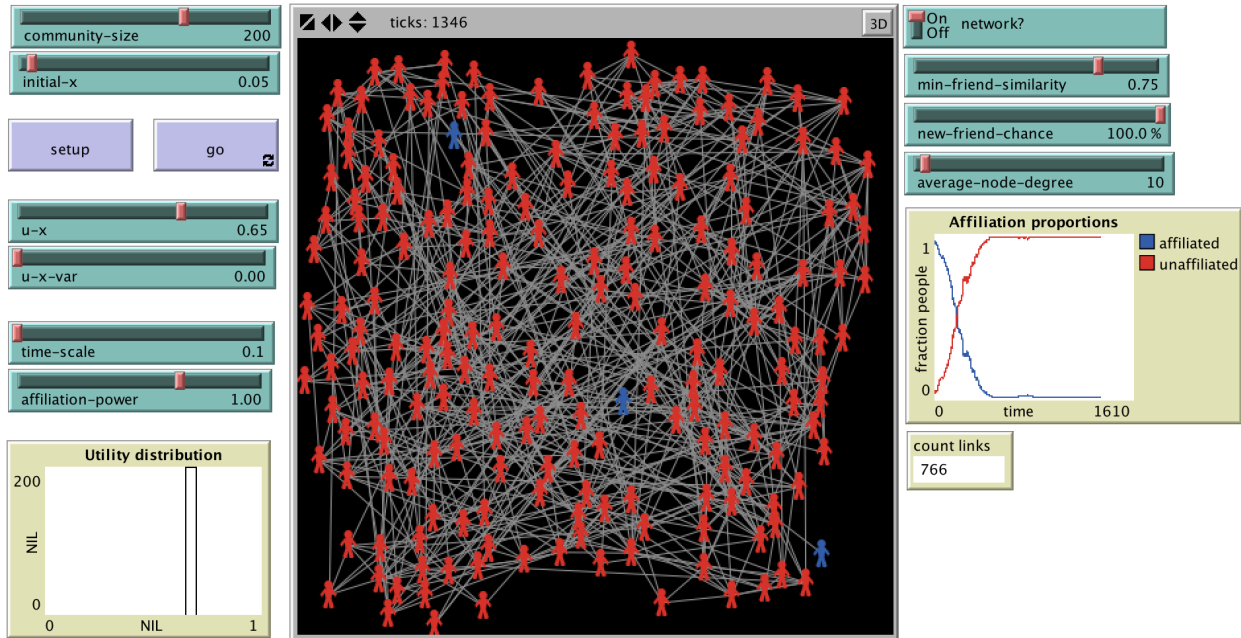 community-size 200
initial-x 0.05
setup
go
u-x 0.65
u-x-var 0.00
time-scale 0.1
affiliation-power 1.00
Utility distribution
200
NIL
0
0 NIL 1
ticks: 1346
3D
On
Off
network?
min-friend-similarity 0.75
new-friend-chance 100.0 %
average-node-degree 10
Affiliation proportions
1
fraction people
0
0 time 1610
affiliated
unaffiliated
count links
766